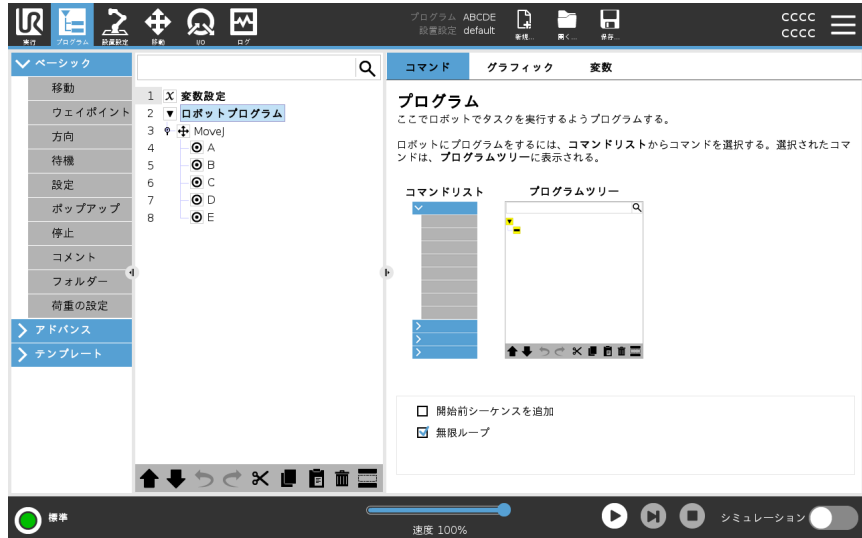 UR
実行
プログラム
設置設定
移動
I/O
ログ
プログラム ABCDE
設置設定 default
新規...
開く...
保存...
CCCC
CCCC
ベーシック
移動
ウェイポイント
方向
待機
設定
ポップアップ
停止
コメント
フォルダー
荷重の設定
アドバンス
テンプレート
1 X 変数設定
2 ロボットプログラム
3 MoveJ
4 A
5 B
6 C
7 D
8 E
コマンド グラフィック 変数
プログラム
ここでロボットでタスクを実行するようプログラムする。
ロボットにプログラムをするには、コマンドリストからコマンドを選択する。選択されたコマ
ンドは、プログラムツリーに表示される。
コマンドリスト プログラムツリー
開始前シーケンスを追加
無限ループ
標準
速度 100%
シミュレーション